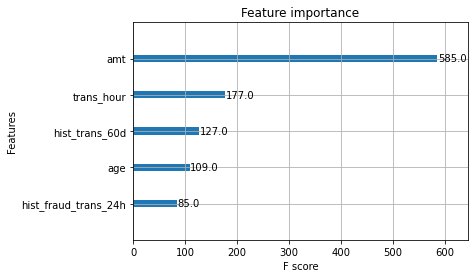 Feature importance
Features
amt
585.0
trans_hour
177.0
hist_trans_60d
127.0
age
109.0
hist_fraud_trans_24h
85.0
0 100 200 300 400 500 600
F score